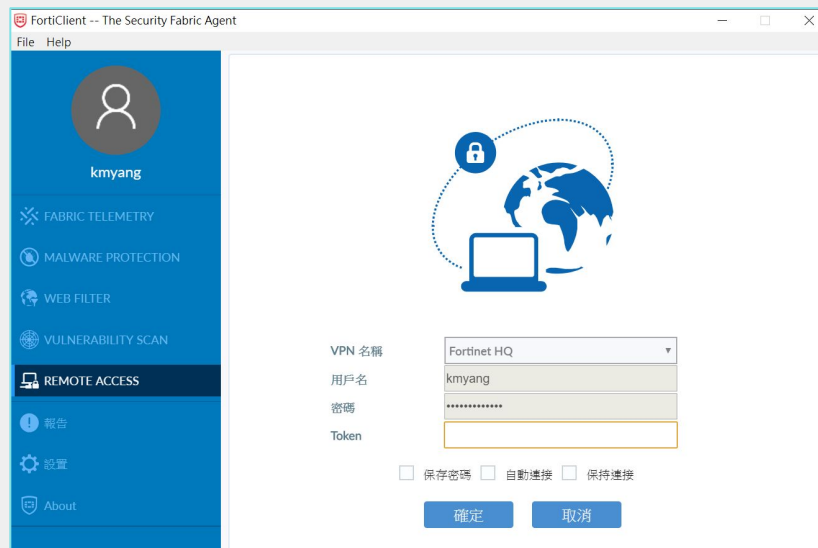 FortiClient -- The Security Fabric Agent
File Help
kmyang
FABRIC TELEMETRY
MALWARE PROTECTION
WEB FILTER
VULNERABILITY SCAN
REMOTE ACCESS
報告
設置
About
VPN 名稱 Fortinet HQ
用戶名 kmyang
密碼 •••••••••••••
Token
保存密碼 自動連接 保持連接
確定 取消